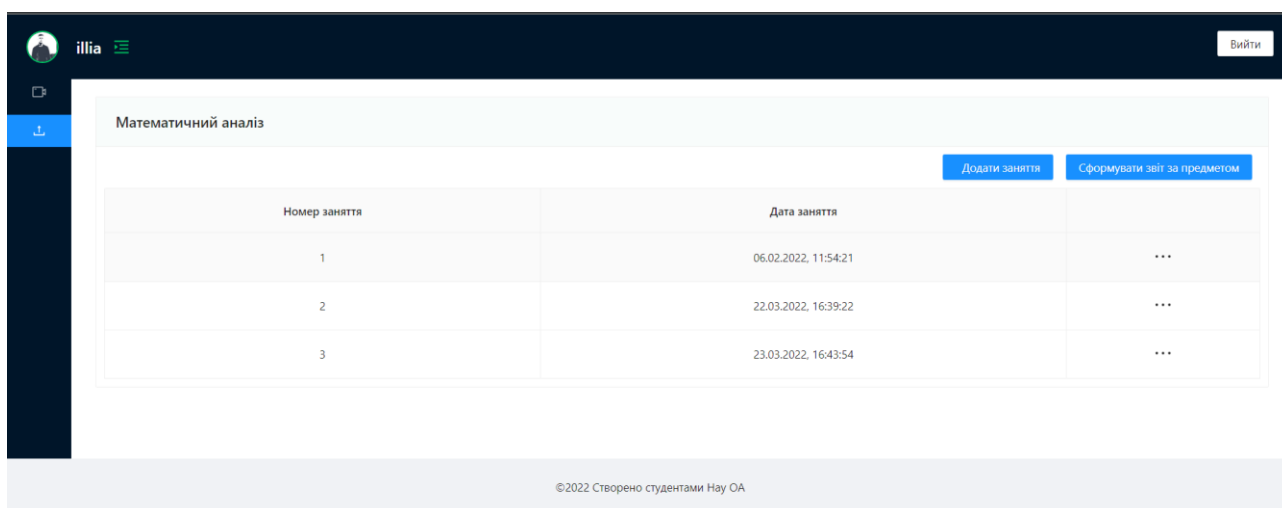 illia
Вийти
Математичний аналіз
Додати заняття
Сформувати звіт за предметом
Номер заняття Дата заняття
1 06.02.2022, 11:54:21
2 22.03.2022, 16:39:22
3 23.03.2022, 16:43:54
©2022 Створено студентами Нау ОА